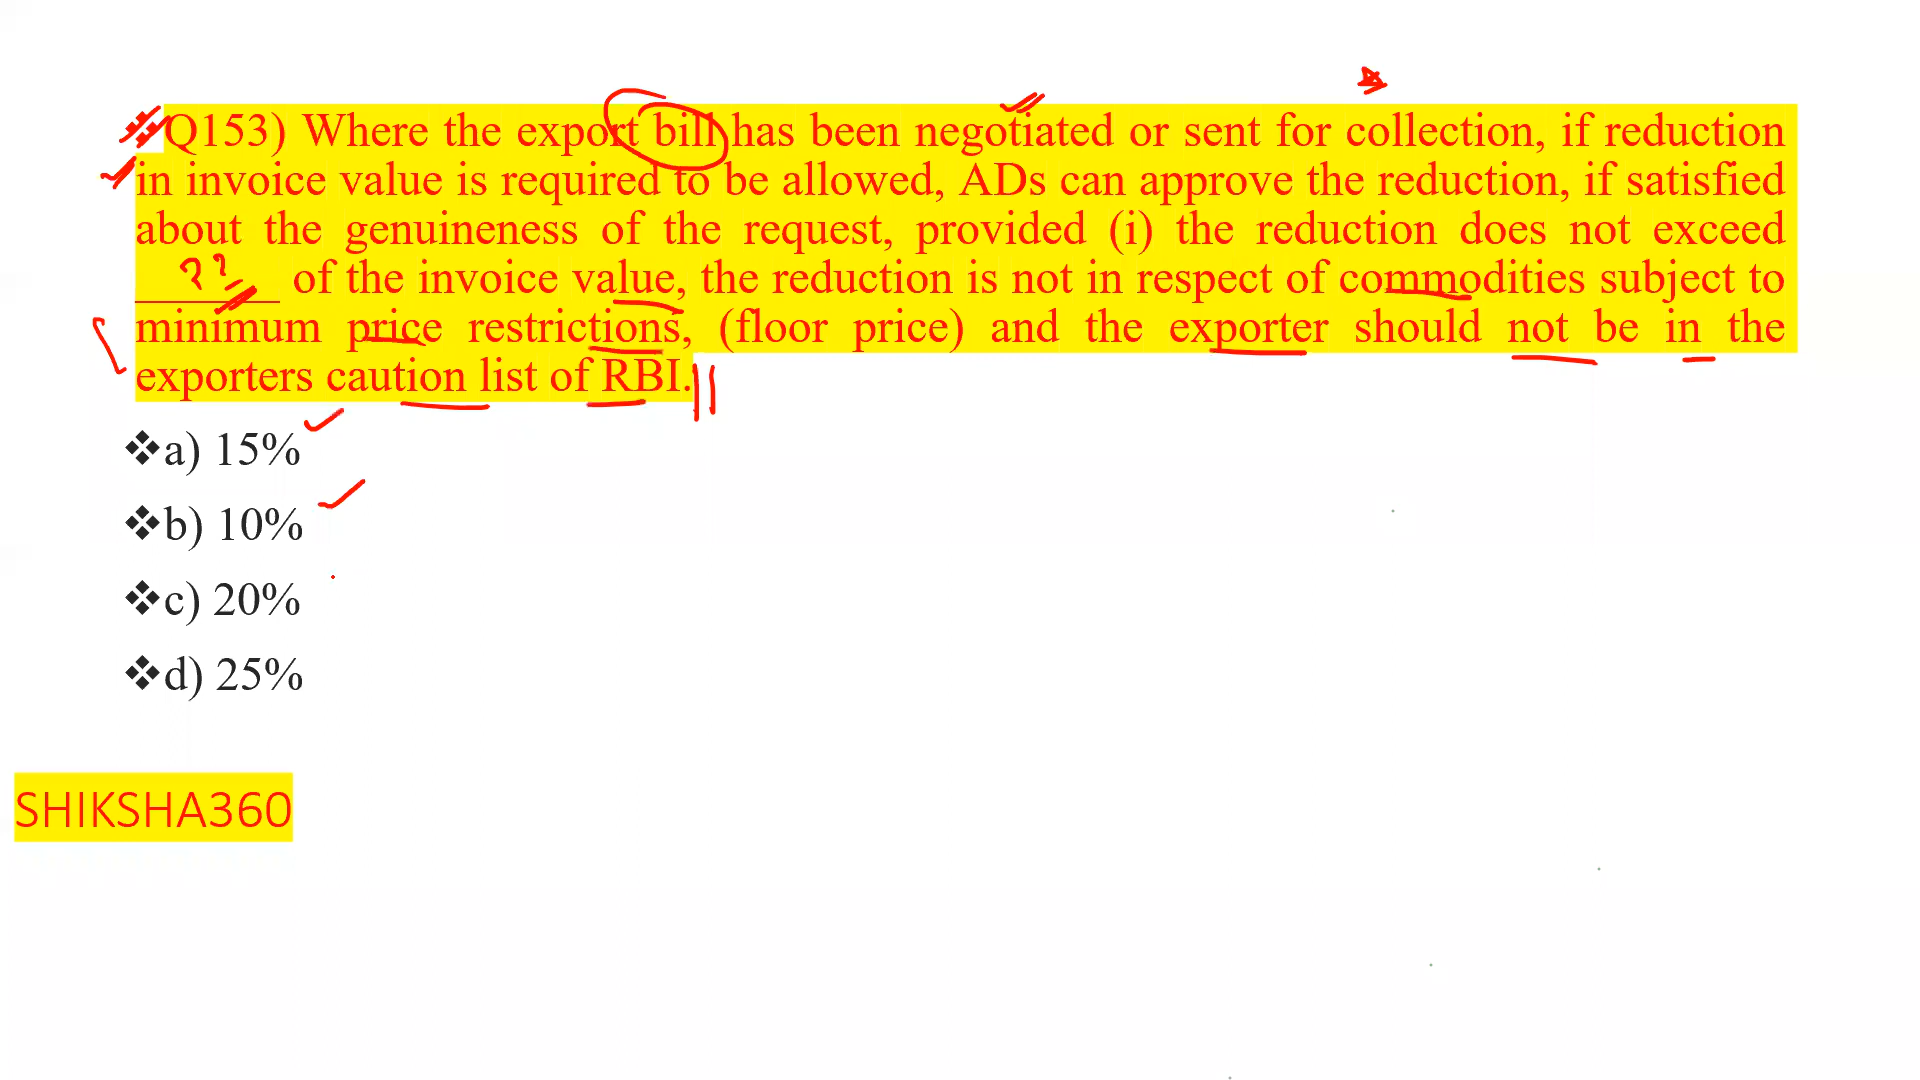 ❖Q153) Where the export bill has been negotiated or sent for collection, if reduction
in invoice value is required to be allowed, ADs can approve the reduction, if satisfied
about the genuineness of the request, provided (i) the reduction does not exceed
?? ______ of the invoice value, the reduction is not in respect of commodities subject to
minimum price restrictions, (floor price) and the exporter should not be in the
exporters caution list of RBI.
❖a) 15%
❖b) 10%
❖c) 20%
❖d) 25%
SHIKSHA360